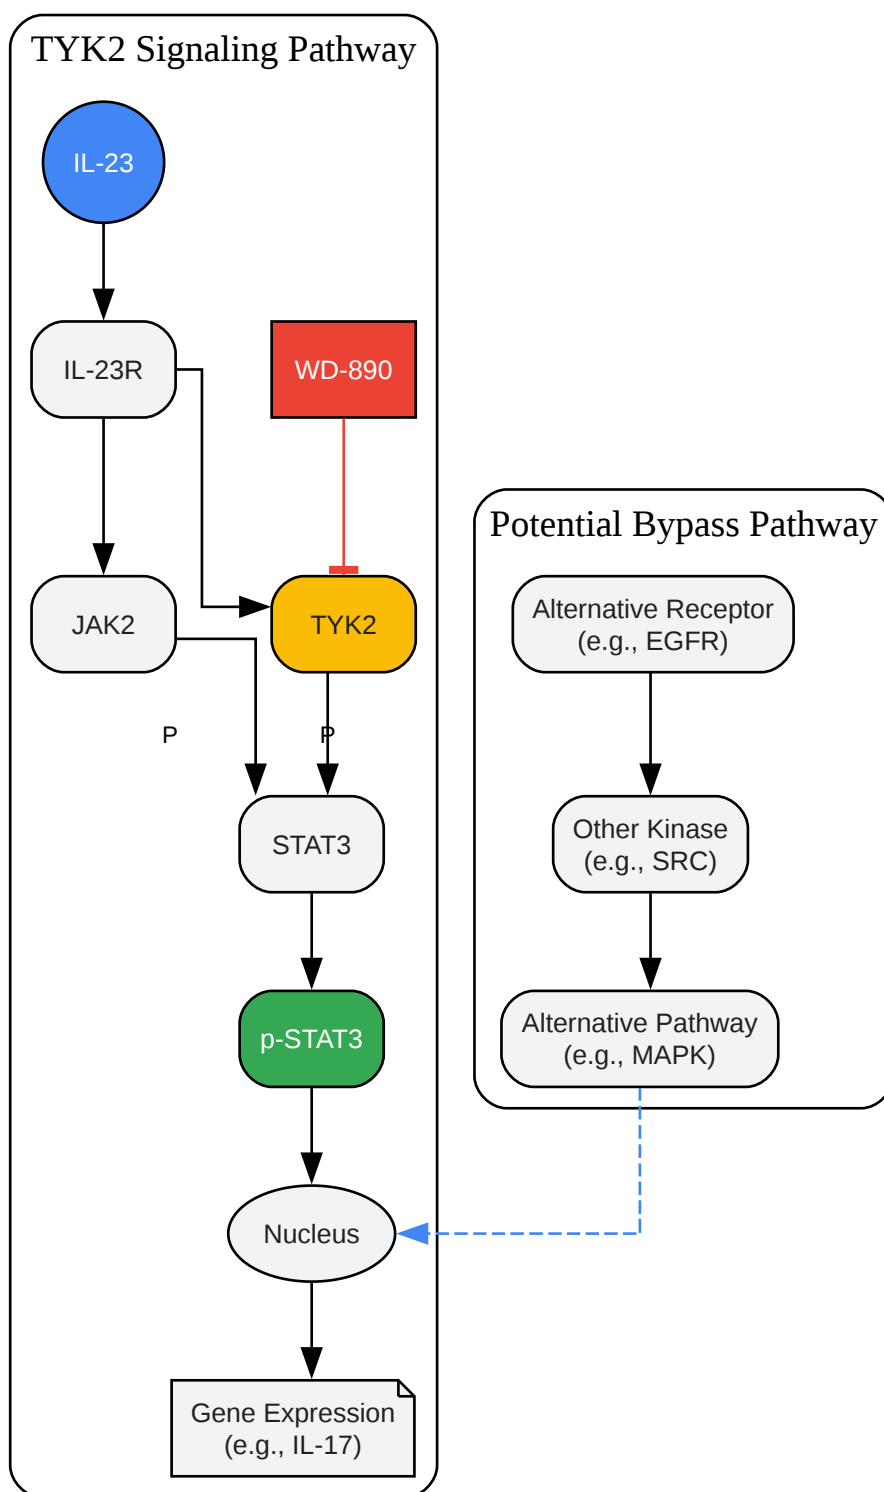 TYK2 Signaling Pathway
IL-23
IL-23R
WD-890
JAK2
TYK2
P
P
STAT3
p-STAT3
Nucleus
Gene Expression
(e.g., IL-17)
Potential Bypass Pathway
Alternative Receptor
(e.g., EGFR)
Other Kinase
(e.g., SRC)
Alternative Pathway
(e.g., MAPK)